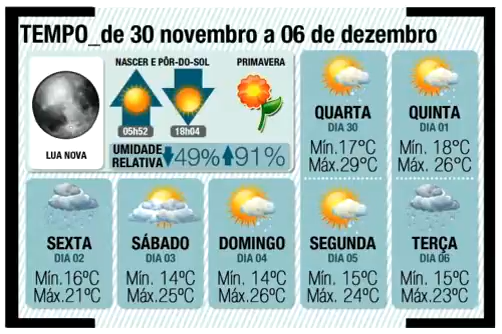 TEMPO_de 30 novembro a 06 de dezembro
NASCER E PÔR-DO-SOL
PRIMAVERA
05h52
18h04
LUA NOVA
UMIDADE
RELATIVA
49% 91%
QUARTA
DIA 30
Mín.17ºC
Máx.29ºC
QUINTA
DIA 01
Mín. 18ºC
Máx. 26ºC
SEXTA
DIA 02
Mín.16ºC
Máx.21ºC
SÁBADO
DIA 03
Mín. 14ºC
Máx.25ºC
DOMINGO
DIA 04
Mín. 14ºC
Máx.26ºC
SEGUNDA
DIA 05
Mín. 15ºC
Máx. 24ºC
TERÇA
DIA 06
Mín. 15ºC
Máx.23ºC